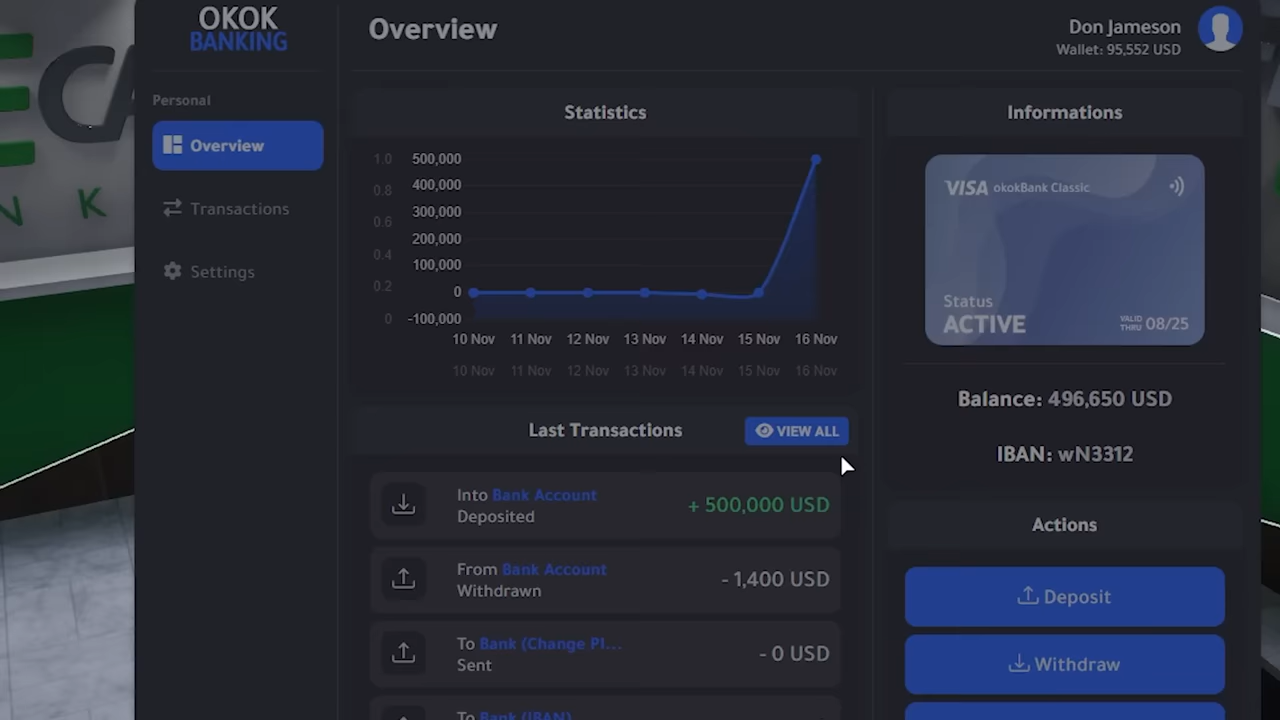 OKOK
BANKING
Overview
Don Jameson
Wallet: 95,552 USD
Personal
Overview
Transactions
Settings
Statistics
1.0 500,000
400,000
0.8
300,000
0.6
200,000
0.4
100,000
0.2
0
0 -100,000
10 Nov 11 Nov 12 Nov 13 Nov 14 Nov 15 Nov 16 Nov
10 Nov 11 Nov 12 Nov 13 Nov 14 Nov 15 Nov 16 Nov
Last Transactions
VIEW ALL
Into Bank Account
Deposited
+ 500,000 USD
From Bank Account
Withdrawn
- 1,400 USD
To Bank (Change Pl...
Sent
- 0 USD
To Bank (IBAN)
Informations
VISA okokBank Classic
Status
ACTIVE
VALID
THRU 08/25
Balance: 496,650 USD
IBAN: wN3312
Actions
Deposit
Withdraw
ECA
N K